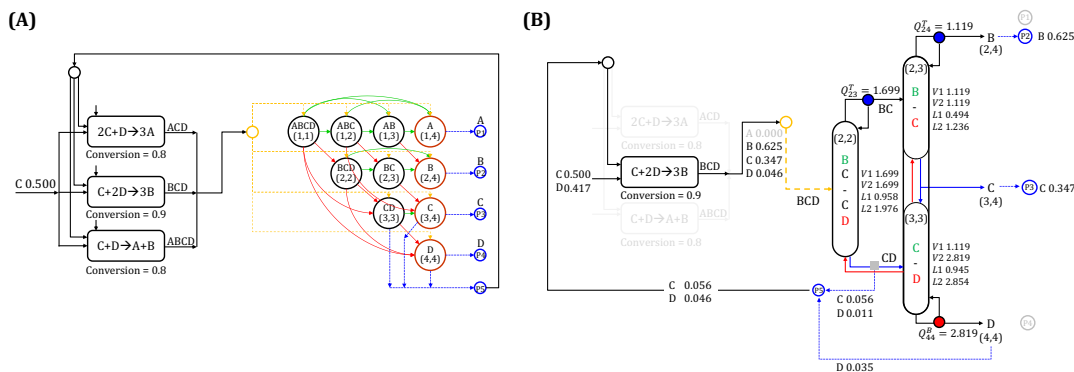 (A)
2C+D→3A
ACD
Conversion = 0.8
C 0.500
C+2D→3B
BCD
Conversion = 0.9
C+D→A+B
ABCD
Conversion = 0.8
ABCD
(1,1)
ABC
(1,2)
AB
(1,3)
A
(1,4)
A
P1
BCD
(2,2)
BC
(2,3)
B
(2,4)
B
P2
CD
(3,3)
C
(3,4)
C
P3
D
(4,4)
D
P4
P5
(B)
2C+D→3A
ACD
Conversion = 0.8
C 0.500
D 0.417
C+2D→3B
BCD
Conversion = 0.9
C+D→A+B
ABCD
Conversion = 0.8
A 0.000
B 0.625
C 0.347
D 0.046
BCD
Q^T_23 = 1.699
BC
(2,2)
B
C
-
C
D
V1 1.699
V2 1.699
L1 0.958
L2 1.976
CD
Q^T_24 = 1.119
B
(2,4)
P1
P2
B 0.625
(2,3)
B
-
C
V1 1.119
V2 1.119
L1 0.494
L2 1.236
C
(3,4)
P3
C 0.347
(3,3)
C
-
D
V1 1.119
V2 2.819
L1 0.945
L2 2.854
Q^B_44 = 2.819
D
(4,4)
P4
C 0.056
D 0.046
P5
C 0.056
D 0.011
D 0.035